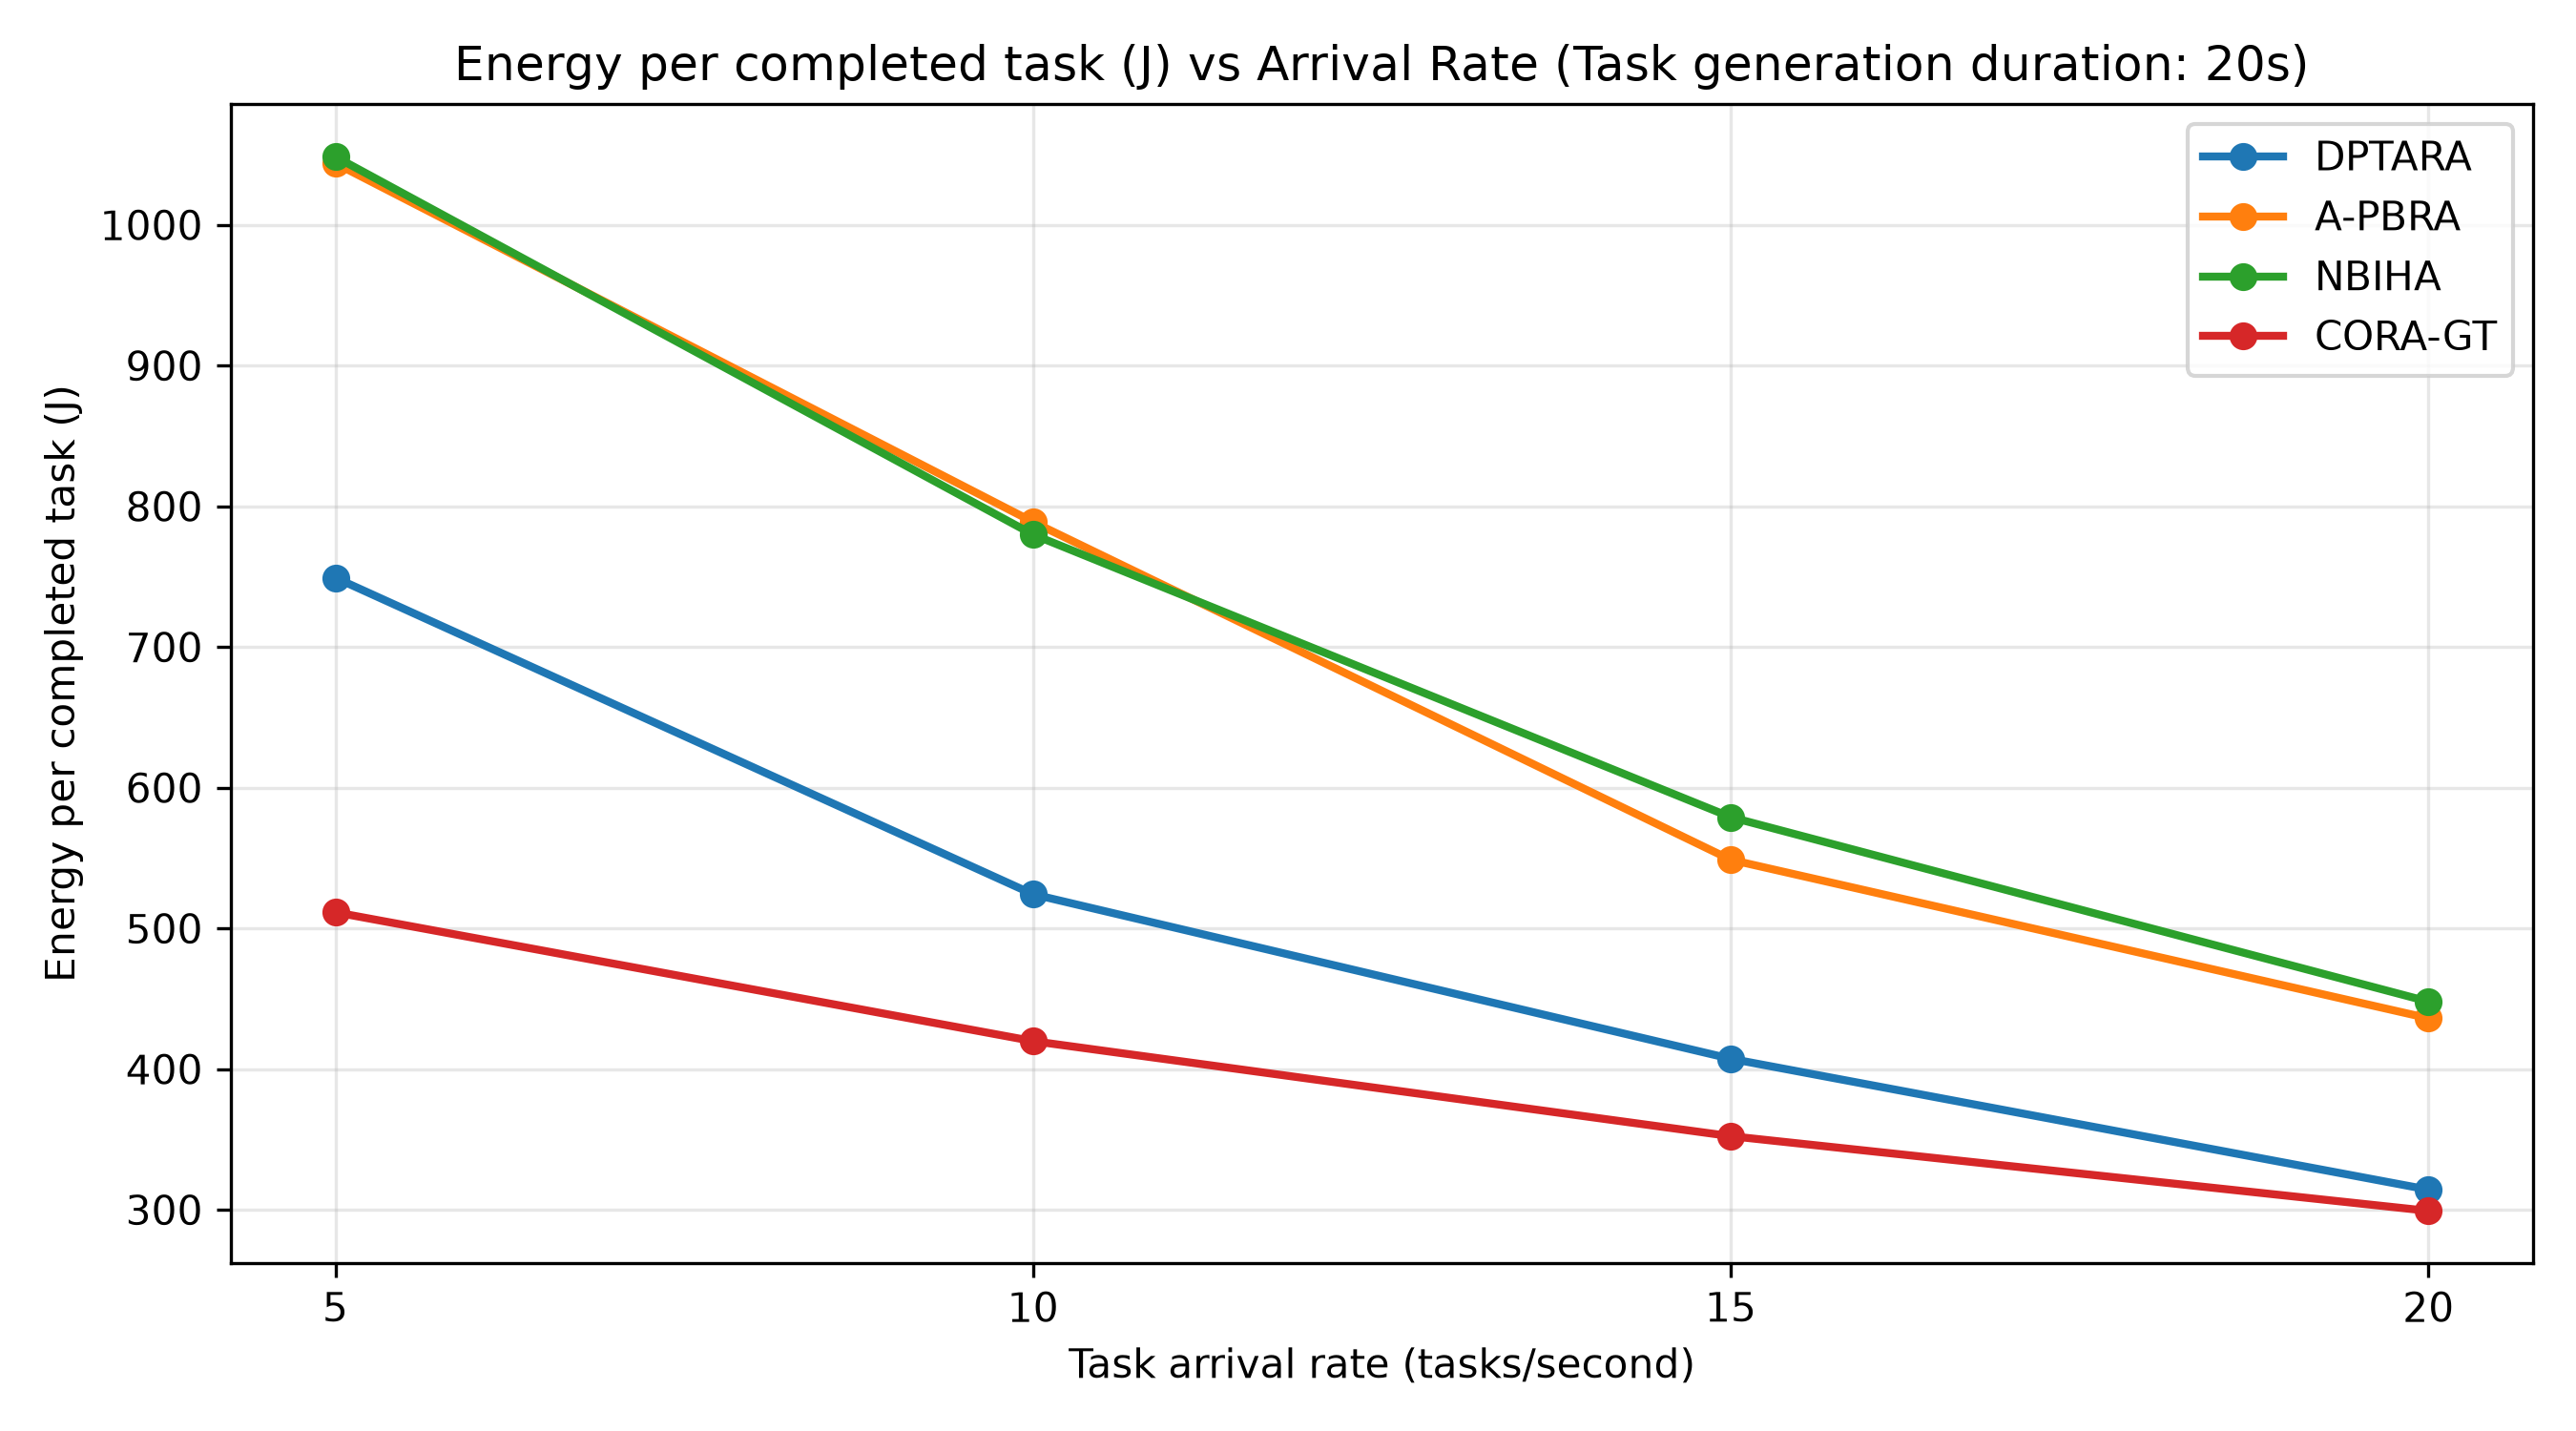 Energy per completed task (J) vs Arrival Rate (Task generation duration: 20s)
DPTARA
A-PBRA
NBIHA
CORA-GT
Energy per completed task (J)
1000
900
800
700
600
500
400
300
5 10 15 20
Task arrival rate (tasks/second)